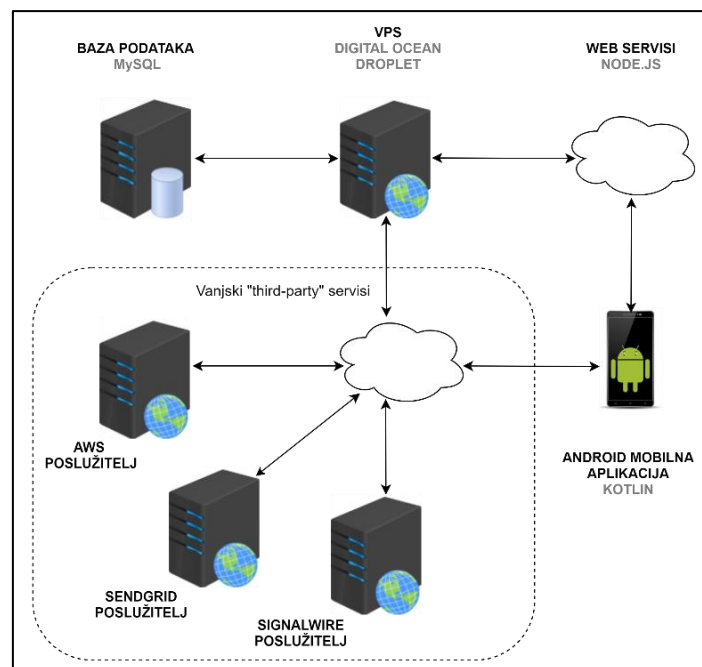 BAZA PODATAKA
MySQL
VPS
DIGITAL OCEAN
DROPLET
WEB SERVISI
NODE.JS
Vanjski "third-party" servisi
AWS
POSLUŽITELJ
SENDGRID
POSLUŽITELJ
SIGNALWIRE
POSLUŽITELJ
ANDROID MOBILNA
APLIKACIJA
KOTLIN